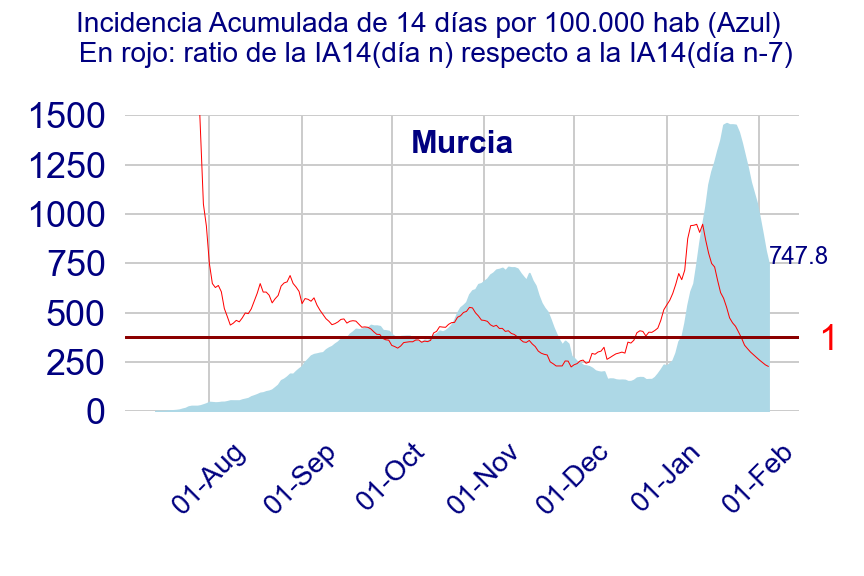 Incidencia Acumulada de 14 días por 100.000 hab (Azul)
En rojo: ratio de la IA14(día n) respecto a la IA14(día n-7)
1500
Murcia
1250
1000
750
747.8
500
1
250
0
01-Aug
01-Sep
01-Oct
01-Nov
01-Dec
01-Jan
01-Feb